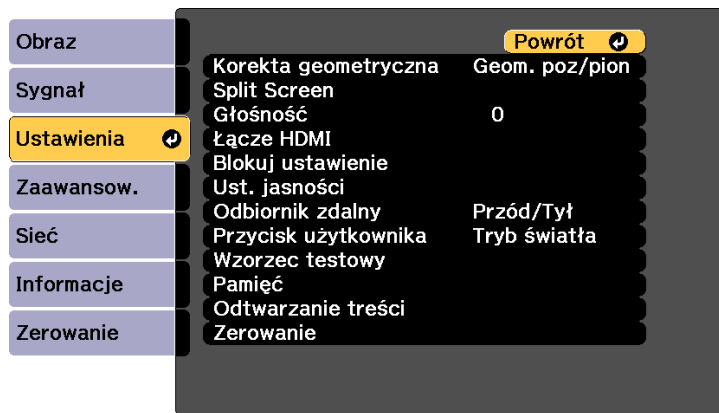 Obraz
Sygnał
Ustawienia
Zaawansow.
Sieć
Informacje
Zerowanie
Powrót
Korekta geometryczna Geom. poz/pion
Split Screen
Głośność 0
Łącze HDMI
Blokuj ustawienie
Ust. jasności
Odbiornik zdalny Przód/Tył
Przycisk użytkownika Tryb światła
Wzorzec testowy
Pamięć
Odtwarzanie treści
Zerowanie